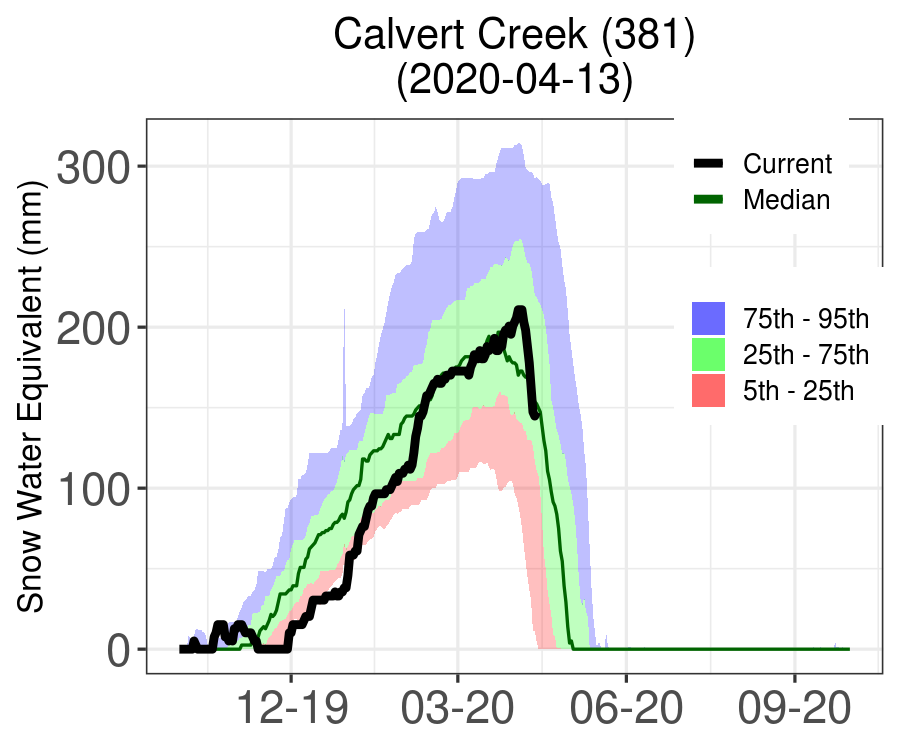 Calvert Creek (381)
(2020-04-13)
Snow Water Equivalent (mm)
300
200
100
0
12-19
03-20
06-20
09-20
Current
Median
75th - 95th
25th - 75th
5th - 25th